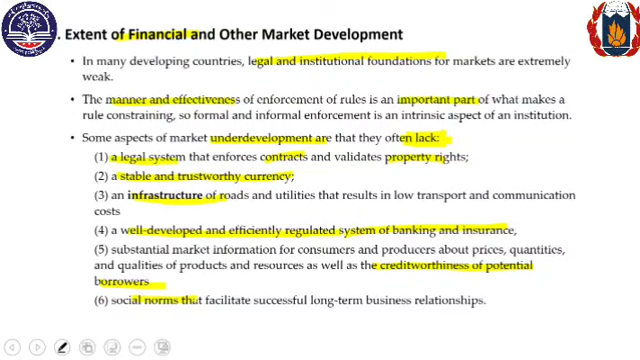 . Extent of Financial and Other Market Development
• In many developing countries, legal and institutional foundations for markets are extremely
weak.
• The manner and effectiveness of enforcement of rules is an important part of what makes a
rule constraining, so formal and informal enforcement is an intrinsic aspect of an institution.
• Some aspects of market underdevelopment are that they often lack:
(1) a legal system that enforces contracts and validates property rights;
(2) a stable and trustworthy currency;
(3) an infrastructure of roads and utilities that results in low transport and communication
costs
(4) a well-developed and efficiently regulated system of banking and insurance,
(5) substantial market information for consumers and producers about prices, quantities,
and qualities of products and resources as well as the creditworthiness of potential
borrowers
(6) social norms that facilitate successful long-term business relationships.